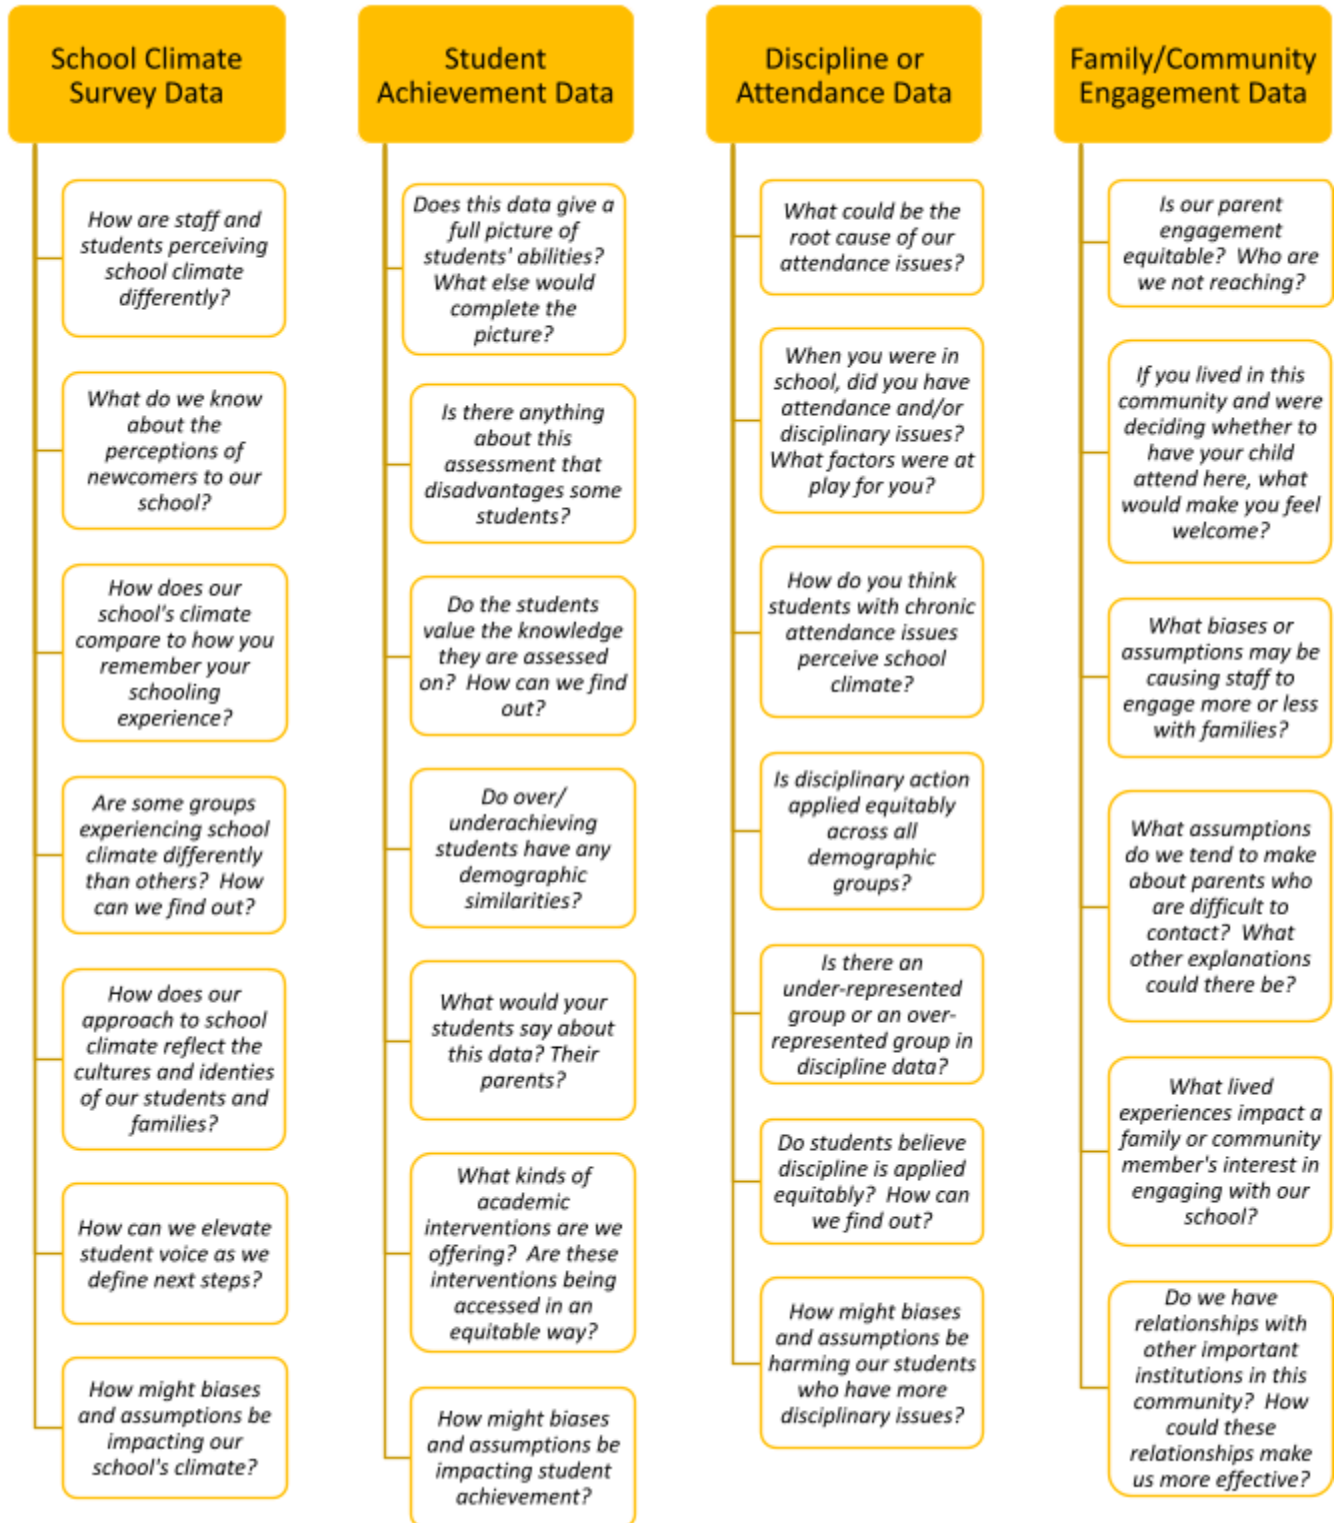 School Climate
Survey Data
How are staff and
students perceiving
school climate
differently?
What do we know
about the
perceptions of
newcomers to our
school?
How does our
school's climate
compare to how you
remember your
schooling
experience?
Are some groups
experiencing school
climate differently
than others?  How
can we find out?
How does our
approach to school
climate reflect the
cultures and identies
of our students and
families?
How can we elevate
student voice as we
define next steps?
How might biases
and assumptions be
impacting our
school's climate?
Student
Achievement Data
Does this data give a
full picture of
students' abilities?
What else would
complete the
picture?
Is there anything
about this
assessment that
disadvantages some
students?
Do the students
value the knowledge
they are assessed
on?  How can we find
out?
Do over/
underachieving
students have any
demographic
similarities?
What would your
students say about
this data? Their
parents?
What kinds of
academic
interventions are we
offering?  Are these
interventions being
accessed in an
equitable way?
How might biases
and assumptions be
impacting student
achievement?
Discipline or
Attendance Data
What could be the
root cause of our
attendance issues?
When you were in
school, did you have
attendance and/or
disciplinary issues?
What factors were at
play for you?
How do you think
students with chronic
attendance issues
perceive school
climate?
Is disciplinary action
applied equitably
across all
demographic
groups?
Is there an
under-represented
group or an over-
represented group in
discipline data?
Do students believe
discipline is applied
equitably?  How can
we find out?
How might biases
and assumptions be
harming our students
who have more
disciplinary issues?
Family/Community
Engagement Data
Is our parent
engagement
equitable?  Who are
we not reaching?
If you lived in this
community and were
deciding whether to
have your child
attend here, what
would make you feel
welcome?
What biases or
assumptions may be
causing staff to
engage more or less
with families?
What assumptions
do we tend to make
about parents who
are difficult to
contact?  What
other explanations
could there be?
What lived
experiences impact a
family or community
member's interest in
engaging with our
school?
Do we have
relationships with
other important
institutions in this
community?  How
could these
relationships make
us more effective?